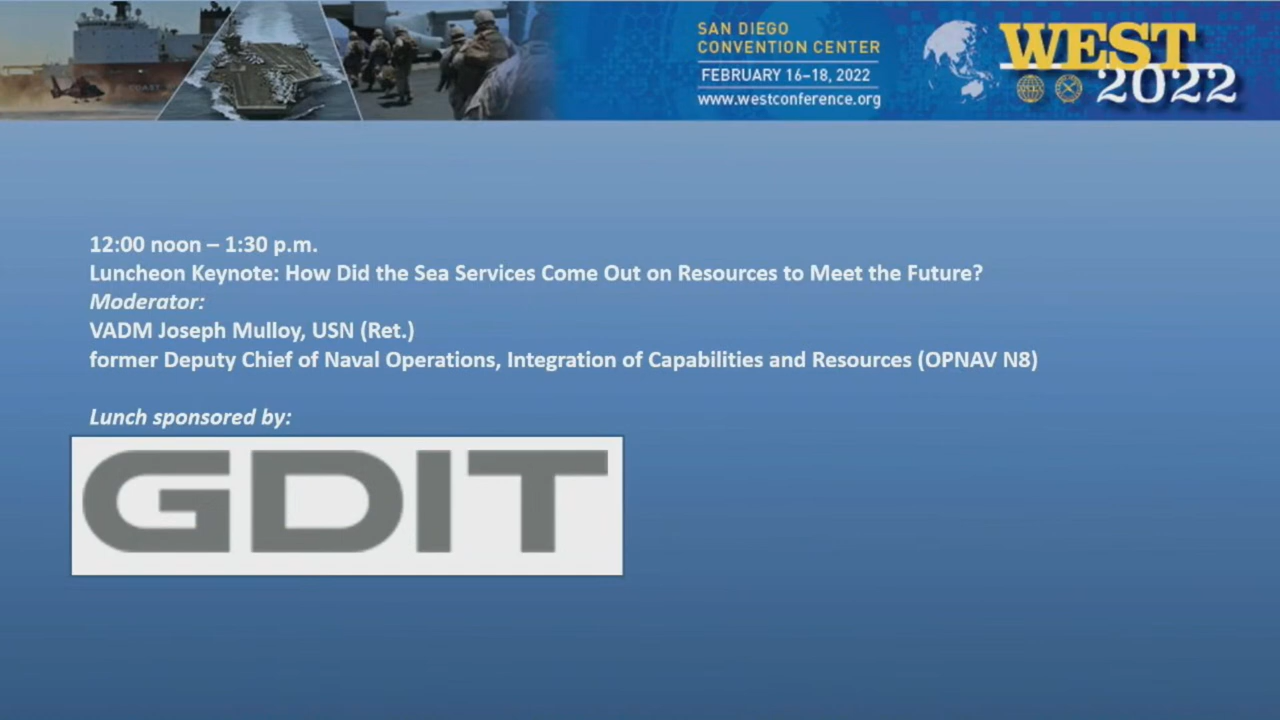 SAN DIEGO
CONVENTION CENTER
FEBRUARY 16–18, 2022
www.westconference.org
WEST
2022
12:00 noon – 1:30 p.m.
Luncheon Keynote: How Did the Sea Services Come Out on Resources to Meet the Future?
Moderator:
VADM Joseph Mulloy, USN (Ret.)
former Deputy Chief of Naval Operations, Integration of Capabilities and Resources (OPNAV N8)
Lunch sponsored by:
GDIT